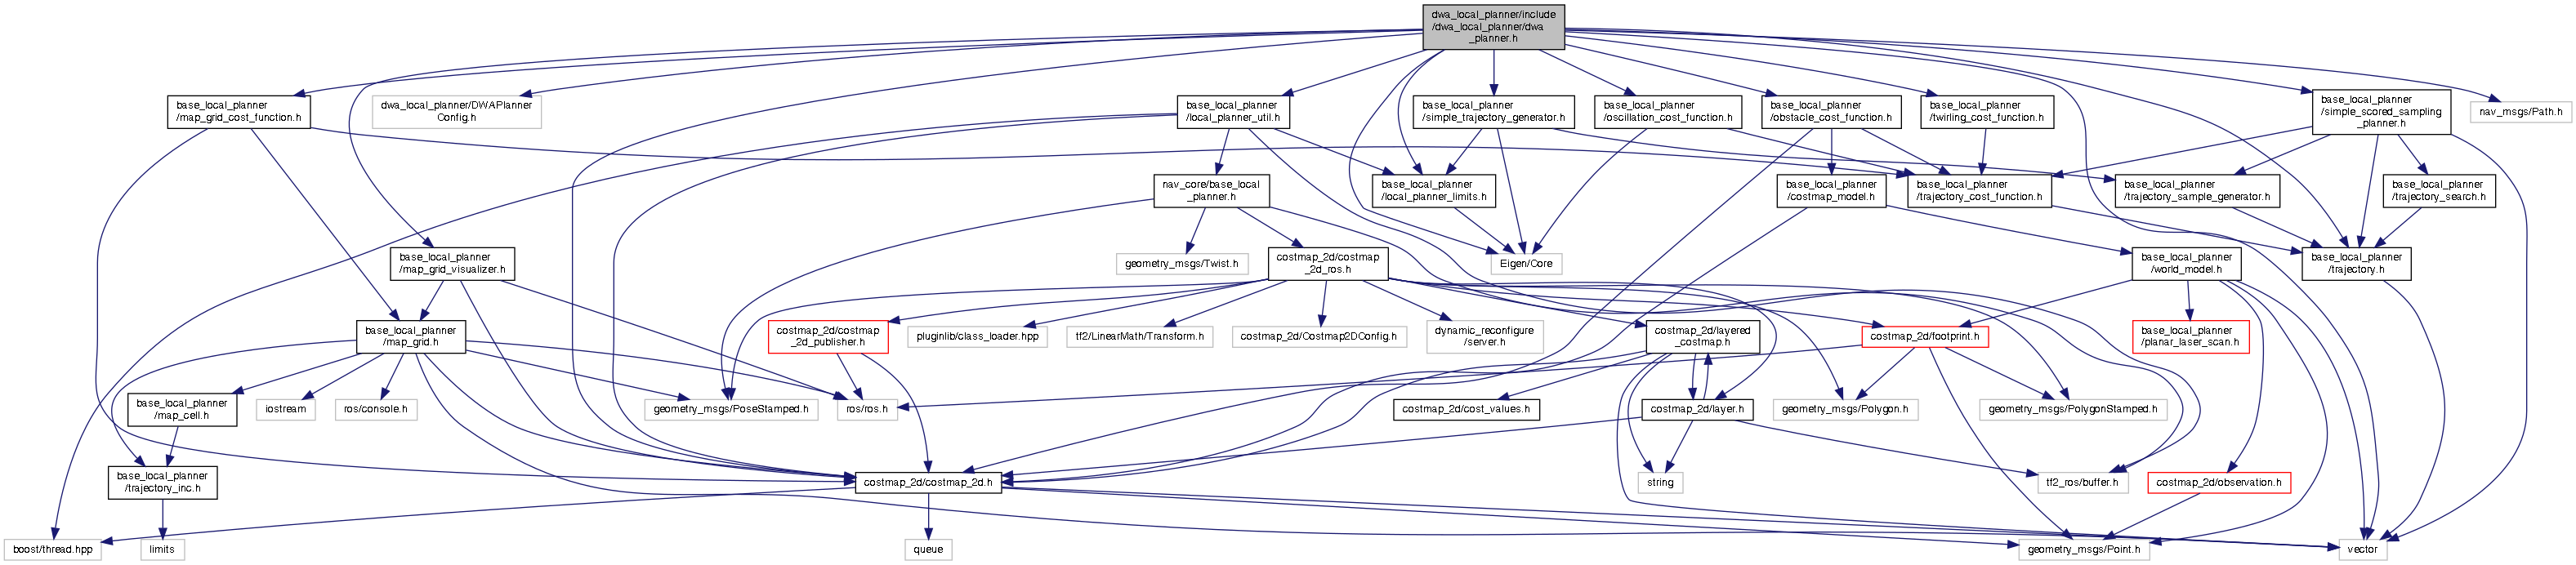 dwa_local_planner/include
/dwa_local_planner/dwa
_planner.h
base_local_planner
/map_grid_cost_function.h
dwa_local_planner/DWAPlanner
Config.h
base_local_planner
/local_planner_util.h
base_local_planner
/simple_trajectory_generator.h
base_local_planner
/oscillation_cost_function.h
base_local_planner
/obstacle_cost_function.h
base_local_planner
/twirling_cost_function.h
base_local_planner
/simple_scored_sampling
_planner.h
nav_msgs/Path.h
nav_core/base_local
_planner.h
base_local_planner
/local_planner_limits.h
base_local_planner
/costmap_model.h
base_local_planner
/trajectory_cost_function.h
base_local_planner
/trajectory_sample_generator.h
base_local_planner
/trajectory_search.h
base_local_planner
/map_grid_visualizer.h
geometry_msgs/Twist.h
costmap_2d/costmap
_2d_ros.h
Eigen/Core
base_local_planner
/world_model.h
base_local_planner
/trajectory.h
base_local_planner
/map_grid.h
costmap_2d/costmap
_2d_publisher.h
pluginlib/class_loader.hpp
tf2/LinearMath/Transform.h
costmap_2d/Costmap2DConfig.h
dynamic_reconfigure
/server.h
costmap_2d/layered
_costmap.h
costmap_2d/footprint.h
base_local_planner
/planar_laser_scan.h
base_local_planner
/map_cell.h
iostream
ros/console.h
geometry_msgs/PoseStamped.h
ros/ros.h
costmap_2d/cost_values.h
costmap_2d/layer.h
geometry_msgs/Polygon.h
geometry_msgs/PolygonStamped.h
base_local_planner
/trajectory_inc.h
costmap_2d/costmap_2d.h
string
tf2_ros/buffer.h
costmap_2d/observation.h
boost/thread.hpp
limits
queue
geometry_msgs/Point.h
vector